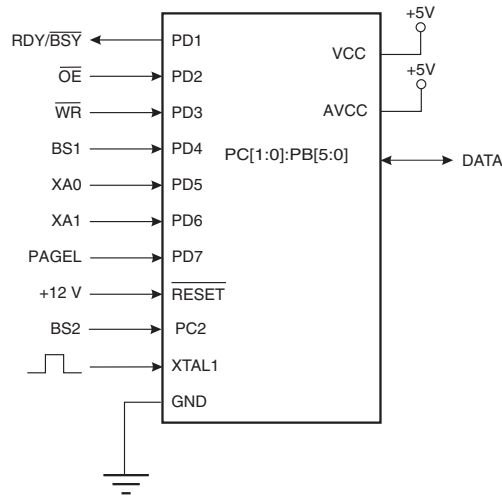 RDY/BSY
PD1
OE
PD2
WR
PD3
BS1
PD4
XA0
PD5
XA1
PD6
PAGEL
PD7
+12 V
RESET
BS2
PC2
XTAL1
GND
+5V
VCC
+5V
AVCC
PC[1:0]:PB[5:0]
DATA